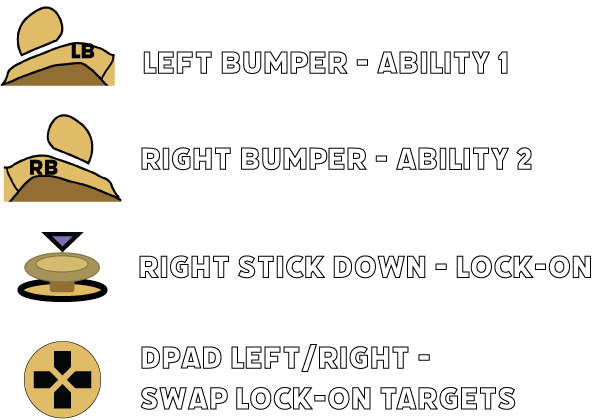 LB
LEFT BUMPER - ABILITY 1
RB
RIGHT BUMPER - ABILITY 2
RIGHT STICK DOWN - LOCK-ON
DPAD LEFT/RIGHT -
SWAP LOCK-ON TARGETS